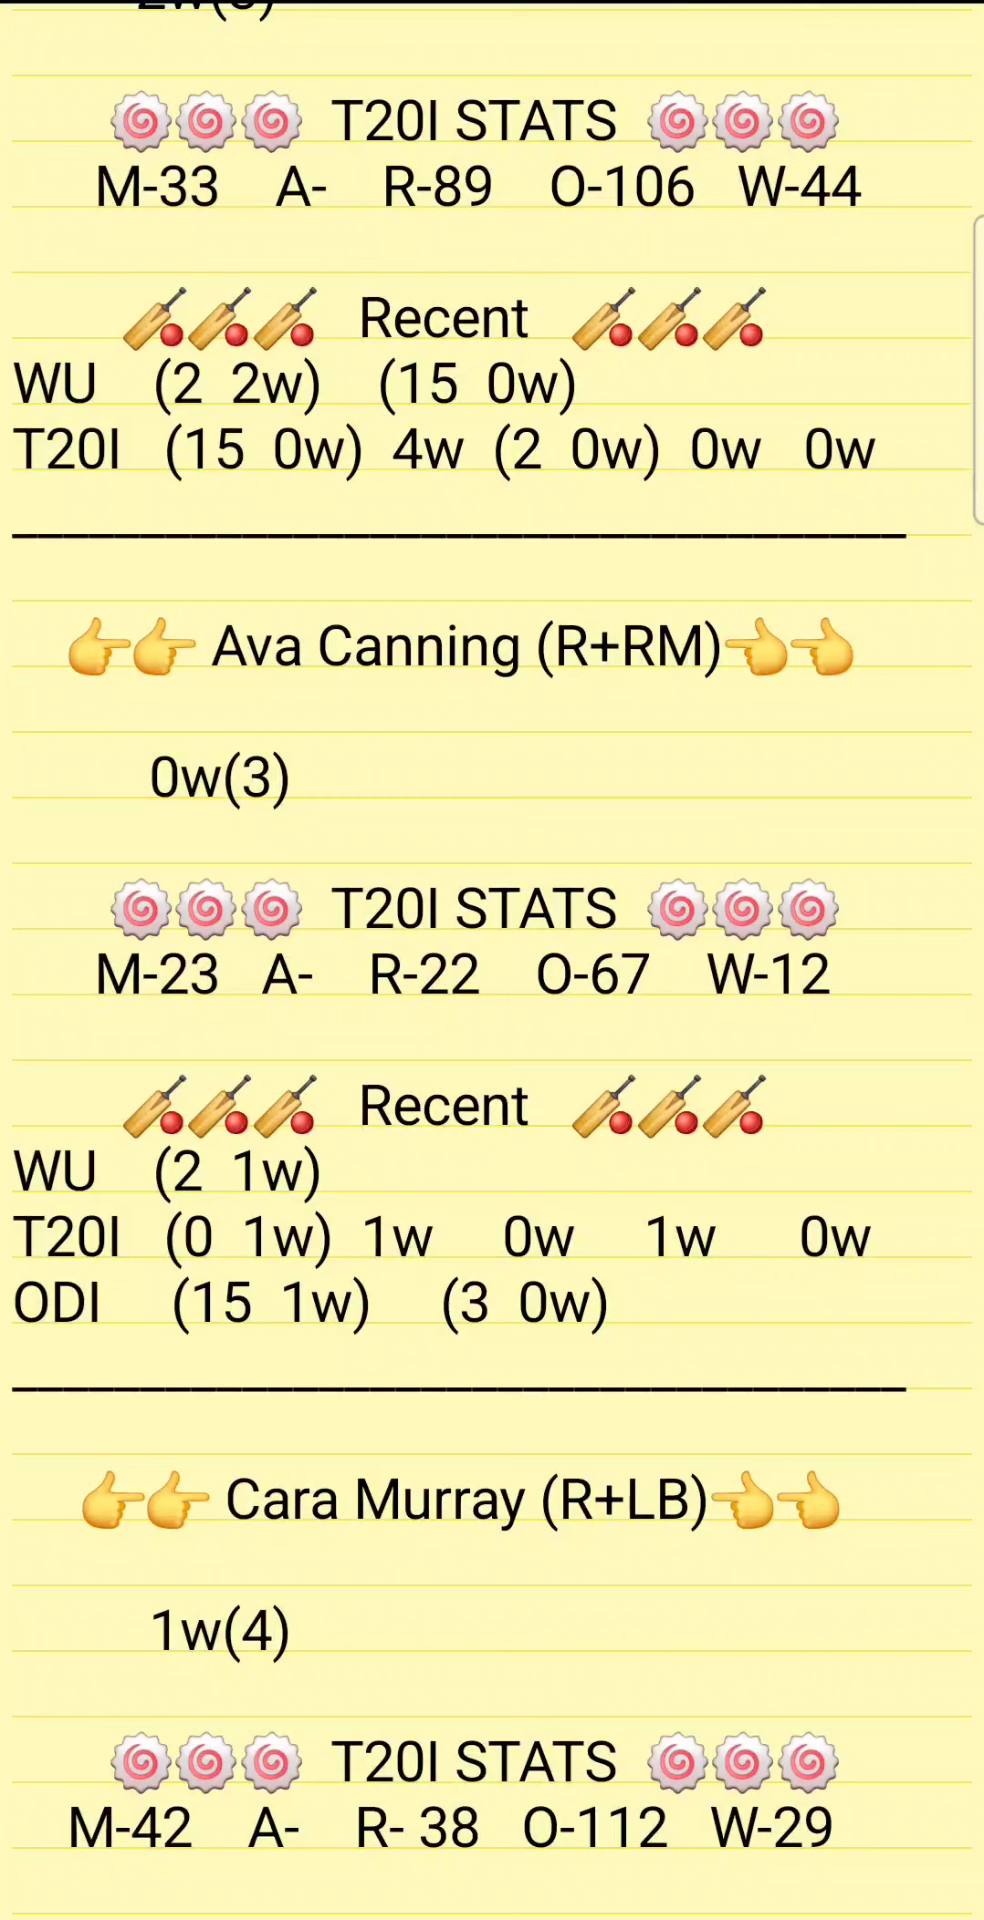 2w(3)
🍥🍥🍥 T20I STATS 🍥🍥🍥
M-33 A- R-89 O-106 W-44
🏏🏏🏏 Recent 🏏🏏🏏
WU (2 2w) (15 0w)
T20I (15 0w) 4w (2 0w) 0w 0w
👉👉 Ava Canning (R+RM)👈👈
0w(3)
🍥🍥🍥 T20I STATS 🍥🍥🍥
M-23 A- R-22 O-67 W-12
🏏🏏🏏 Recent 🏏🏏🏏
WU (2 1w)
T20I (0 1w) 1w 0w 1w 0w
ODI (15 1w) (3 0w)
👉👉 Cara Murray (R+LB)👈👈
1w(4)
🍥🍥🍥 T20I STATS 🍥🍥🍥
M-42 A- R- 38 O-112 W-29